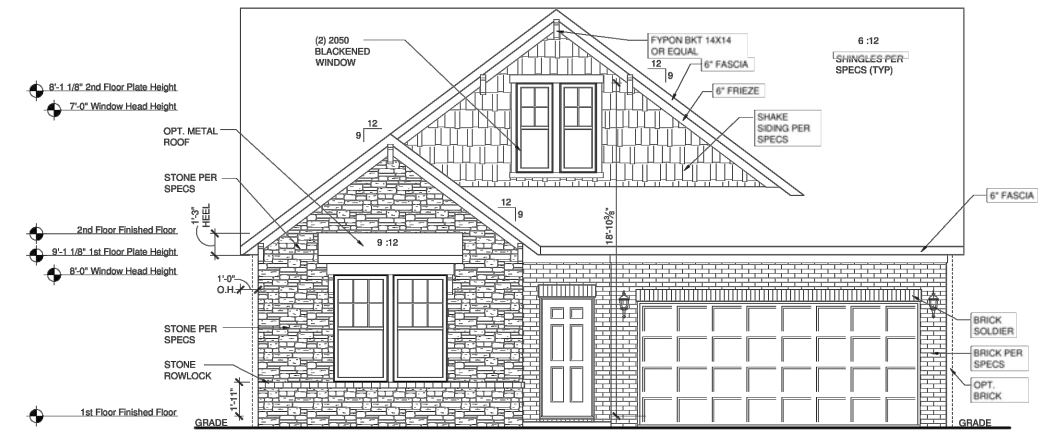 (2) 2050
BLACKENED
WINDOW
FYPON BKT 14X14
OR EQUAL
6 :12
SHINGLES PER
SPECS (TYP)
12
9
6" FASCIA
8'-1 1/8" 2nd Floor Plate Height
6" FRIEZE
7'-0" Window Head Height
SHAKE
SIDING PER
SPECS
12
9
OPT. METAL
ROOF
STONE PER
SPECS
6" FASCIA
12
9
1'-3"
HEEL
18'-10⅜"
2nd Floor Finished Floor
9 :12
9'-1 1/8" 1st Floor Plate Height
8'-0" Window Head Height
1'-0"
O.H.
BRICK
SOLDIER
STONE PER
SPECS
BRICK PER
SPECS
STONE
ROWLOCK
OPT.
BRICK
1'-11"
1st Floor Finished Floor
GRADE
GRADE